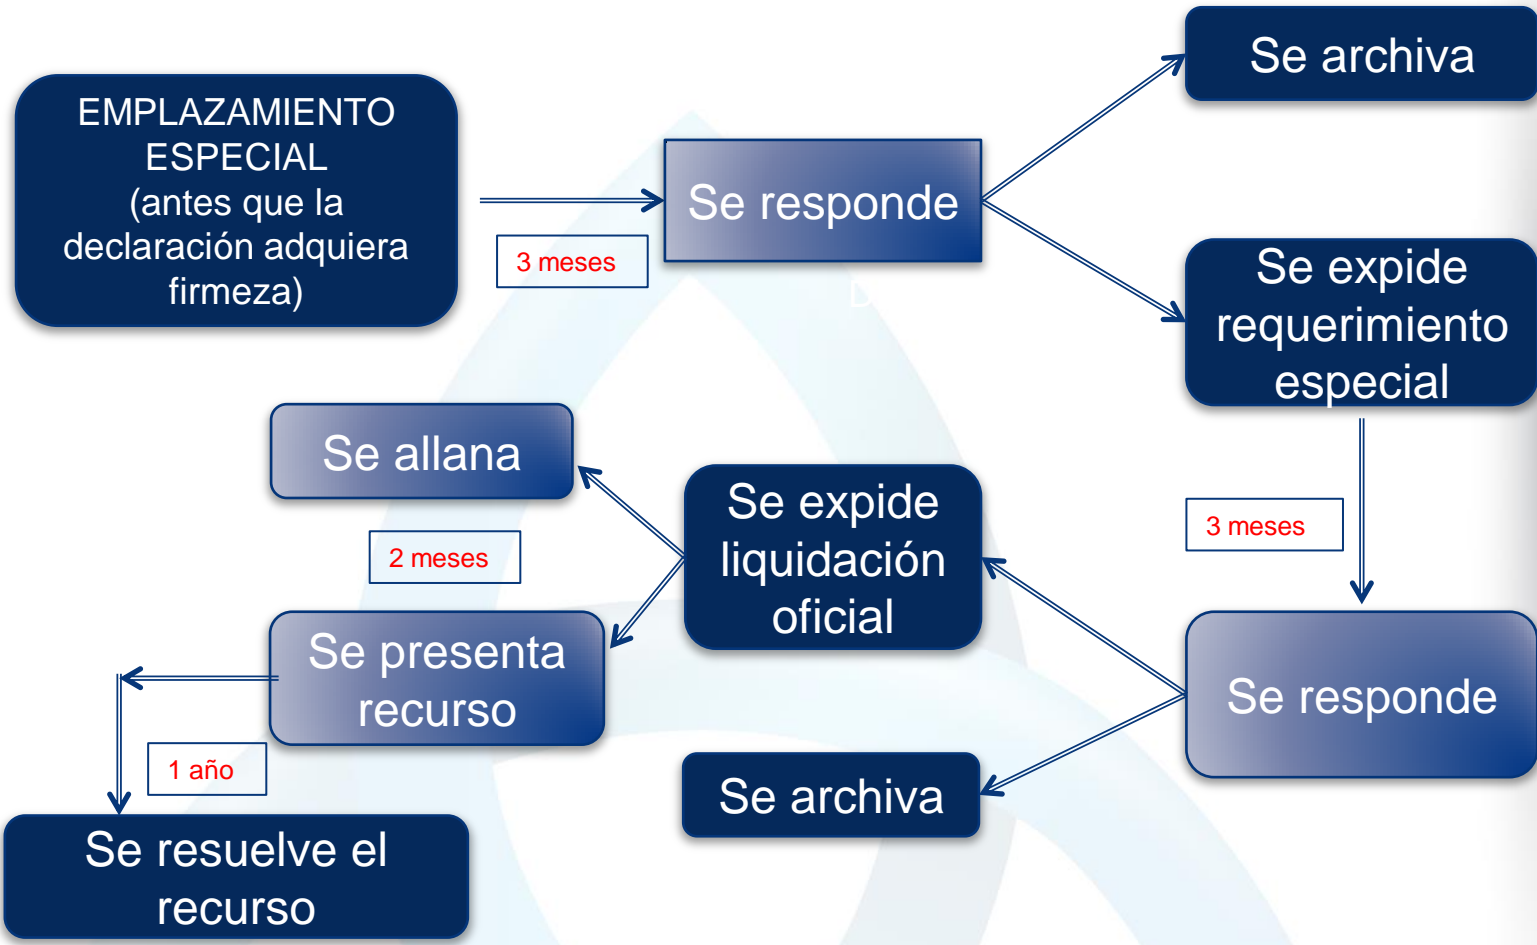 EMPLAZAMIENTO
ESPECIAL
(antes que la
declaración adquiera
firmeza)
3 meses
Se responde
Se archiva
Se expide
requerimiento
especial
3 meses
Se responde
Se expide
liquidación
oficial
Se archiva
Se allana
2 meses
Se presenta
recurso
1 año
Se resuelve el
recurso